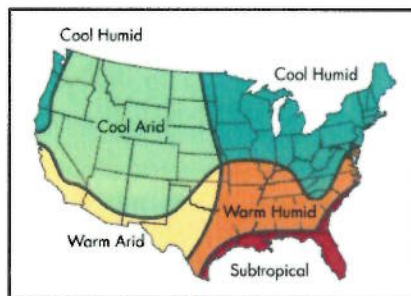 Cool Humid
Cool Humid
Cool Arid
Warm Humid
Warm Arid
Subtropical